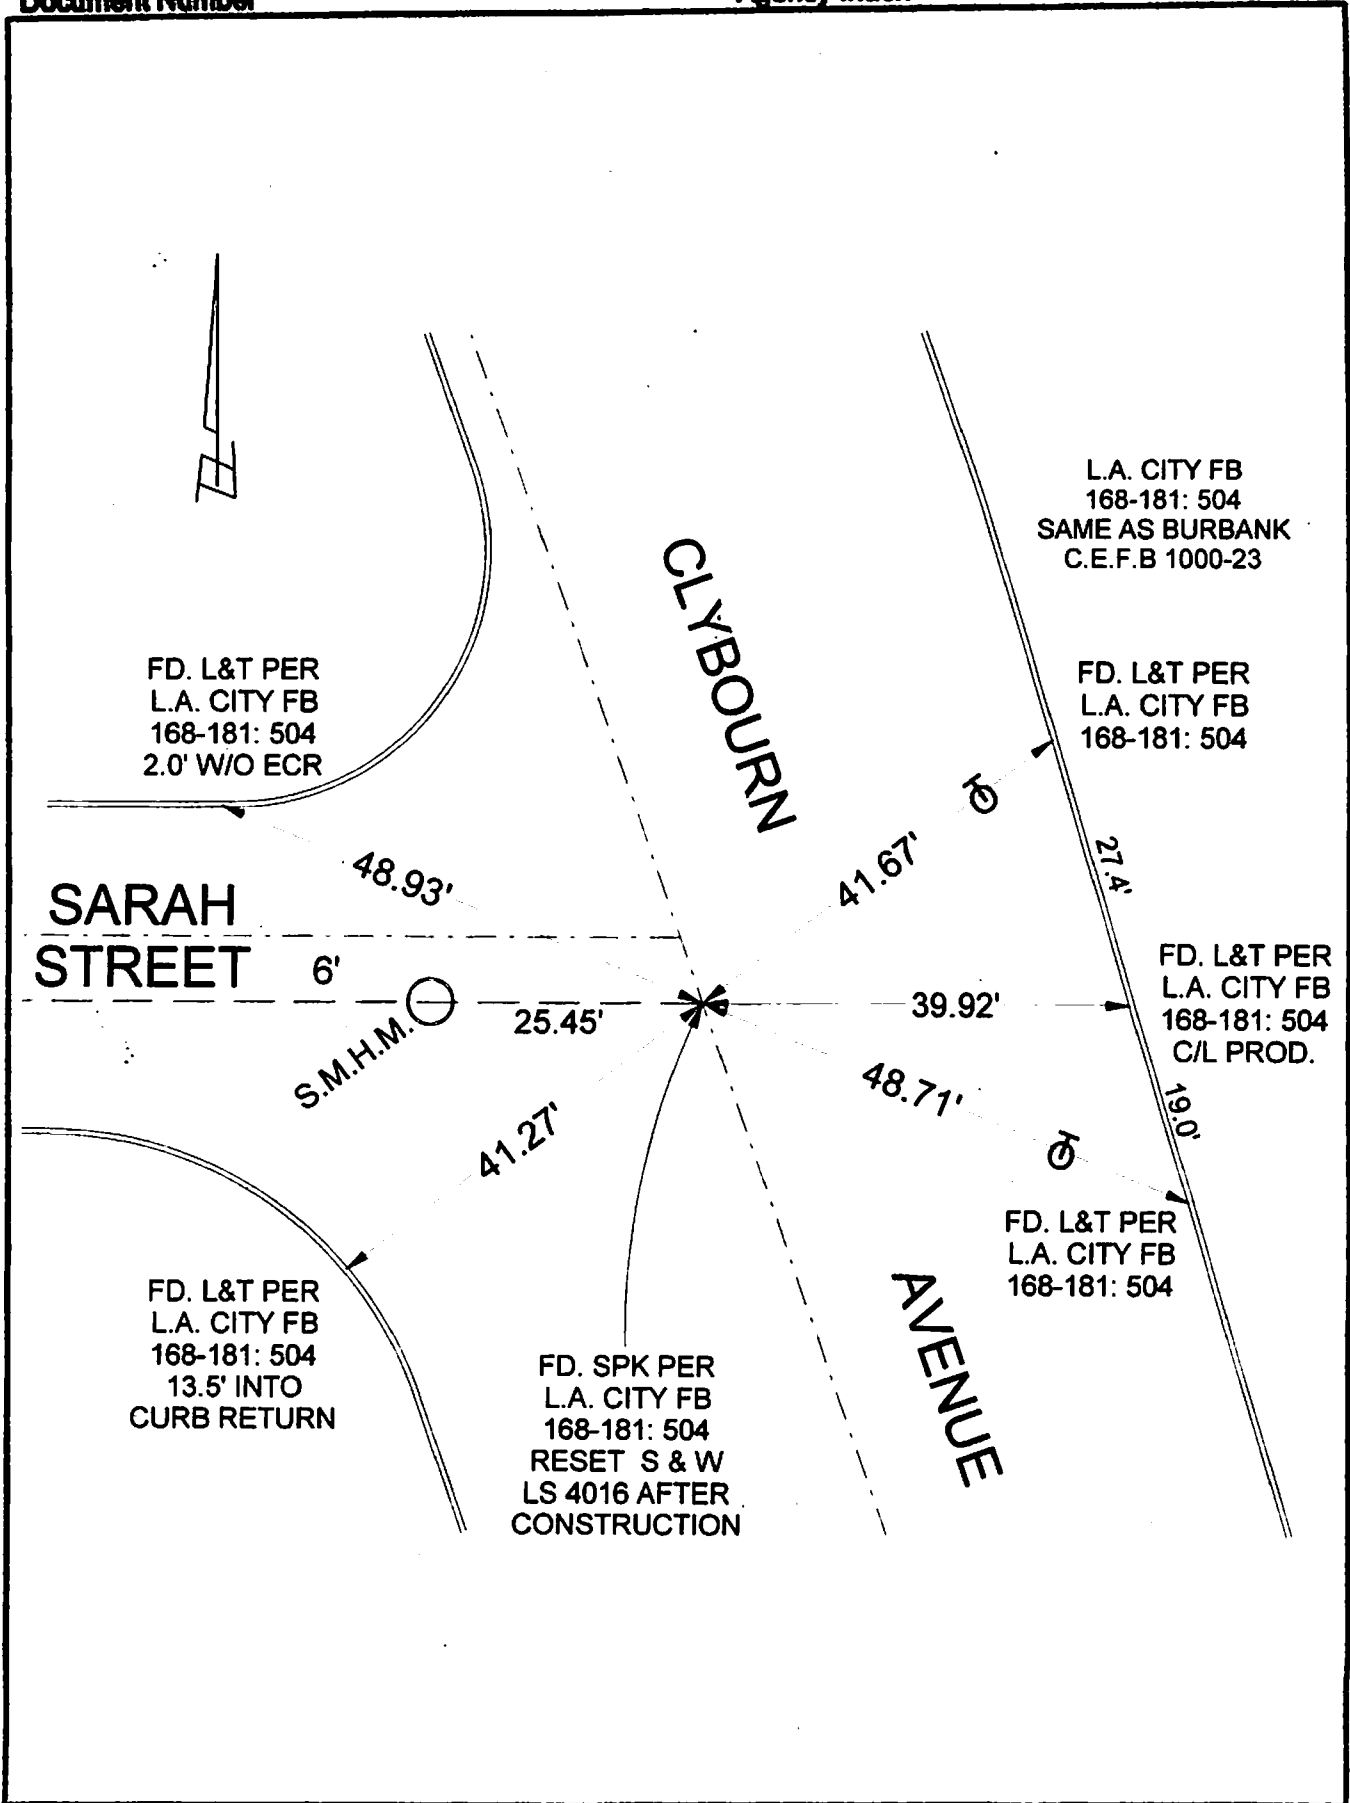 Document Number
Agency Index
L.A. CITY FB
168-181: 504
SAME AS BURBANK
C.E.F.B 1000-23
CLYBOURN
FD. L&T PER
L.A. CITY FB
168-181: 504
2.0' W/O ECR
FD. L&T PER
L.A. CITY FB
168-181: 504
48.93'
41.67'
27.4'
SARAH
STREET
6'
FD. L&T PER
L.A. CITY FB
168-181: 504
C/L PROD.
25.45'
39.92'
S.M.H.M.
48.71'
19.0'
41.27'
FD. L&T PER
L.A. CITY FB
168-181: 504
AVENUE
FD. L&T PER
L.A. CITY FB
168-181: 504
13.5' INTO
CURB RETURN
FD. SPK PER
L.A. CITY FB
168-181: 504
RESET S & W
LS 4016 AFTER
CONSTRUCTION